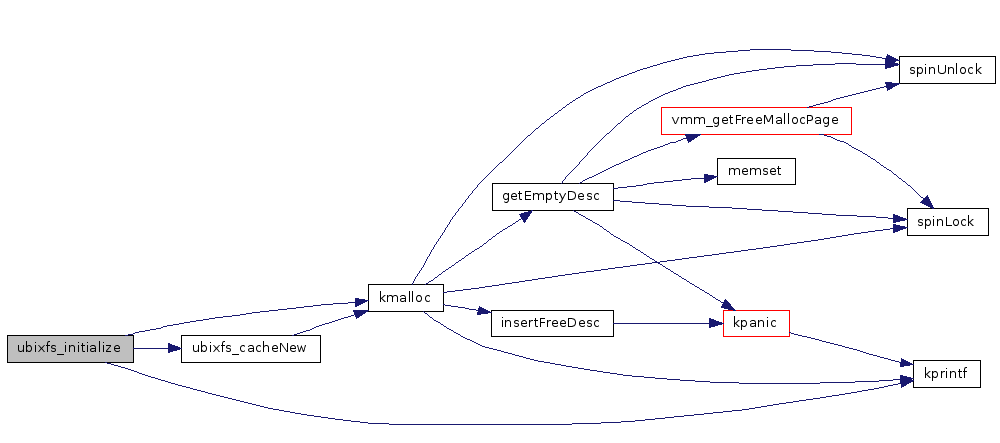 spinUnlock
vmm_getFreeMallocPage
memset
getEmptyDesc
spinLock
kmalloc
insertFreeDesc
kpanic
ubixfs_initialize
ubixfs_cacheNew
kprintf